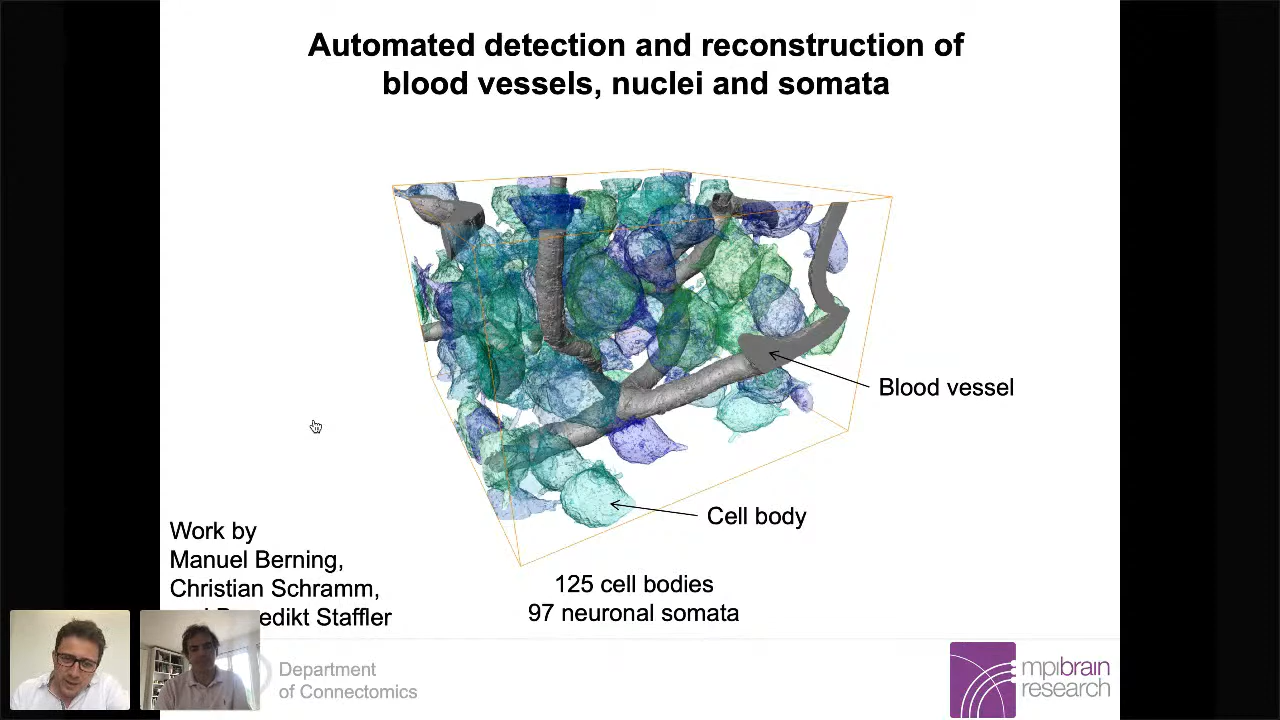 Automated detection and reconstruction of
blood vessels, nuclei and somata
Blood vessel
Cell body
Work by
Manuel Berning,
Christian Schramm,
edikt Staffler
125 cell bodies
97 neuronal somata
Department
of Connectomics
mpibrain
research